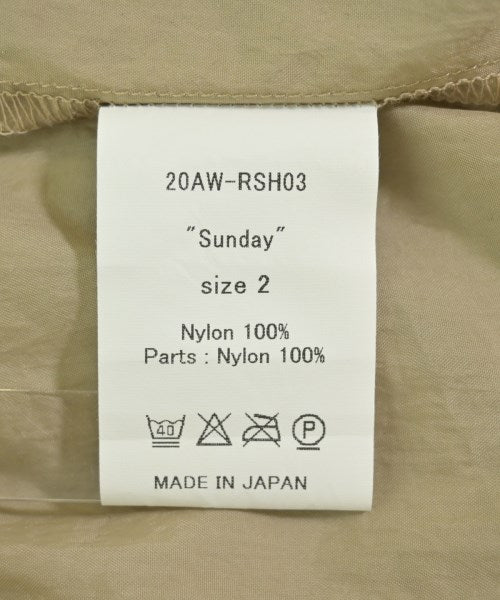 20AW-RSH03
"Sunday"
size 2
Nylon 100%
Parts : Nylon 100%
40 P
MADE IN JAPAN